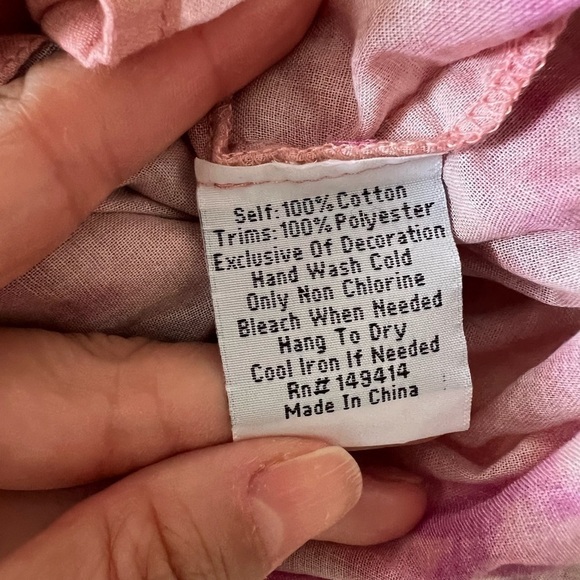 Self:100% Cotton
Trims:100% Polyester
Exclusive Of Decoration
Hand Wash Cold
Only Non Chlorine
Bleach When Needed
Hang To Dry
Cool Iron If Needed
Rn# 149414
Made In China